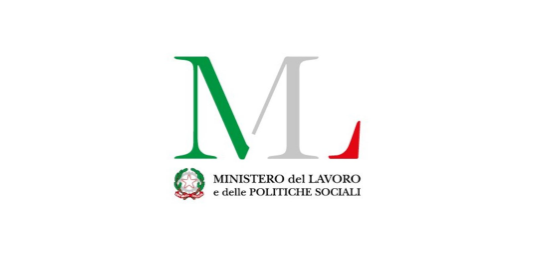 ML
MINISTERO del LAVORO
e delle POLITICHE SOCIALI